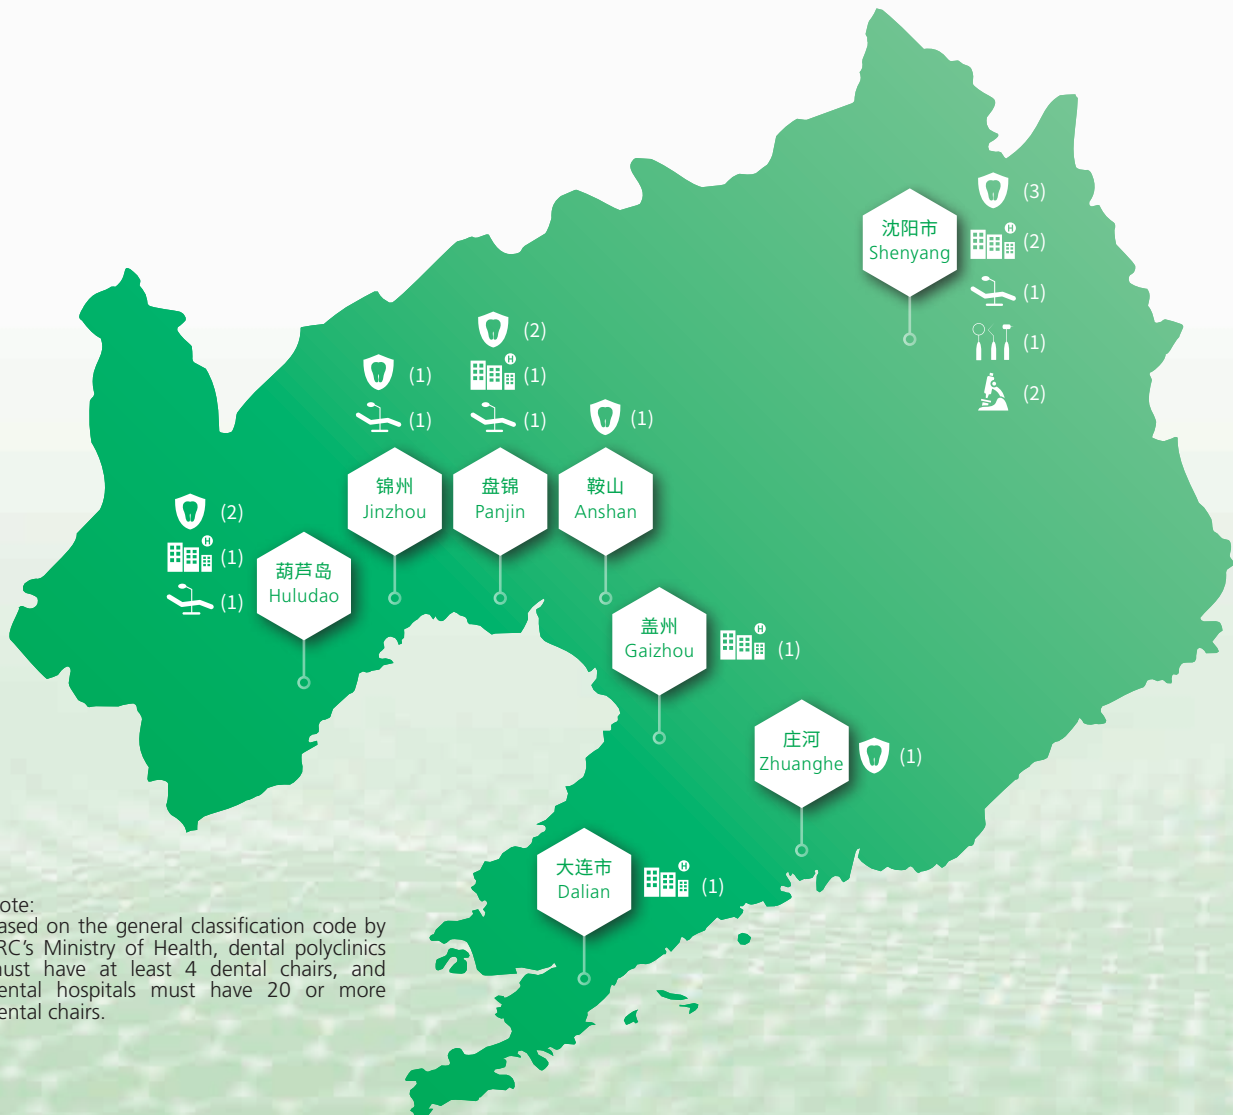 沈阳市
Shenyang
(3)
(2)
H
(1)
(1)
(2)
锦州
Jinzhou
(1)
(1)
盘锦
Panjin
(2)
H
(1)
(1)
鞍山
Anshan
(1)
葫芦岛
Huludao
(2)
H
(1)
(1)
盖州
Gaizhou
H
(1)
庄河
Zhuanghe
(1)
大连市
Dalian
H
(1)
ote:
ased on the general classification code by
RC's Ministry of Health, dental polyclinics
ust have at least 4 dental chairs, and
ental hospitals must have 20 or more
ental chairs.